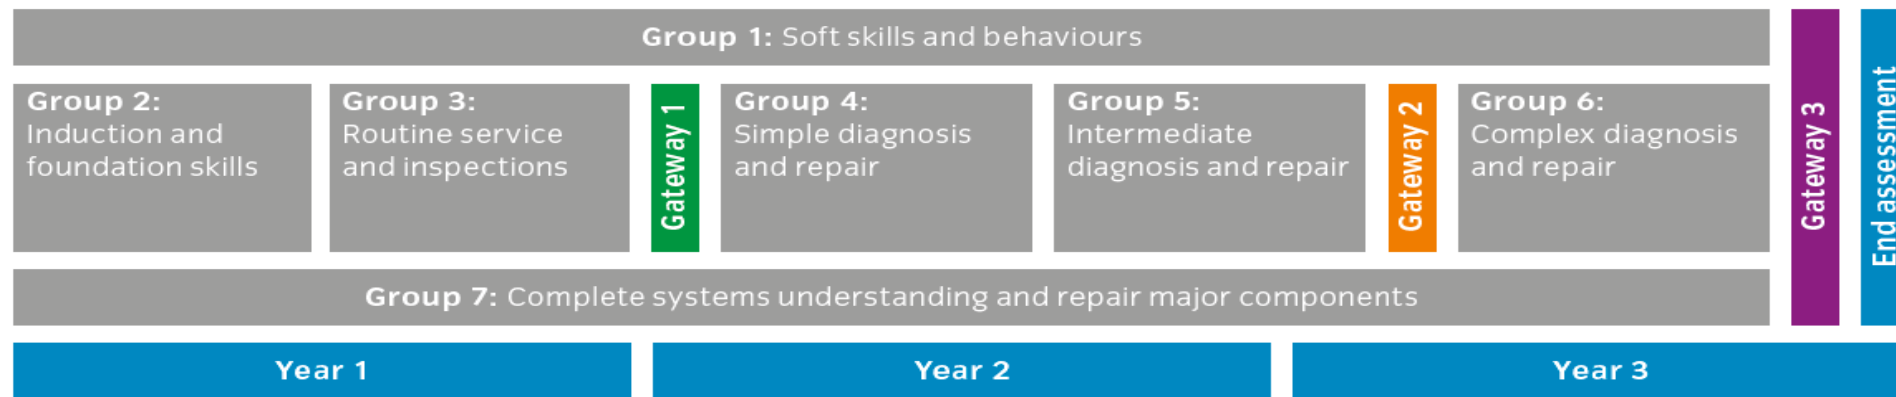 Group 1: Soft skills and behaviours
Group 2:
Induction and
foundation skills
Group 3:
Routine service
and inspections
Gateway 1
Group 4:
Simple diagnosis
and repair
Group 5:
Intermediate
diagnosis and repair
Gateway 2
Group 6:
Complex diagnosis
and repair
Gateway 3
End assessment
Group 7: Complete systems understanding and repair major components
Year 1
Year 2
Year 3